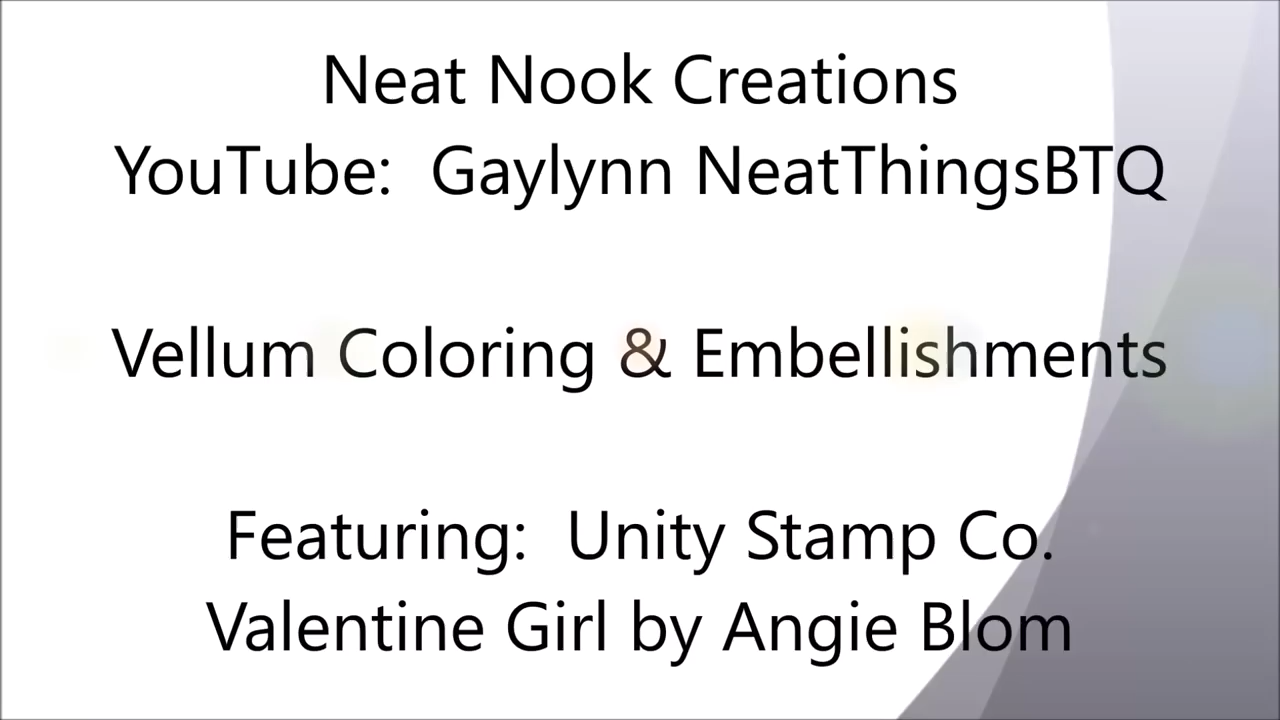 Neat Nook Creations
YouTube:  Gaylynn NeatThingsBTQ
Vellum Coloring & Embellishments
Featuring:  Unity Stamp Co.
Valentine Girl by Angie Blom